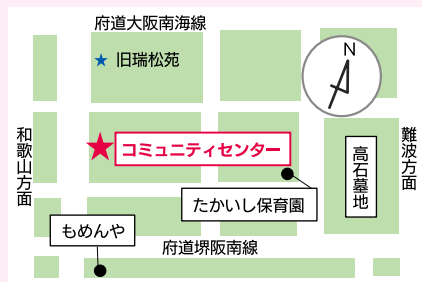 府道大阪南海線
N
★ 旧瑞松苑
和歌山方面
★ コミュニティセンター
高石墓地
難波方面
たかいし保育園
もめんや
府道堺阪南線